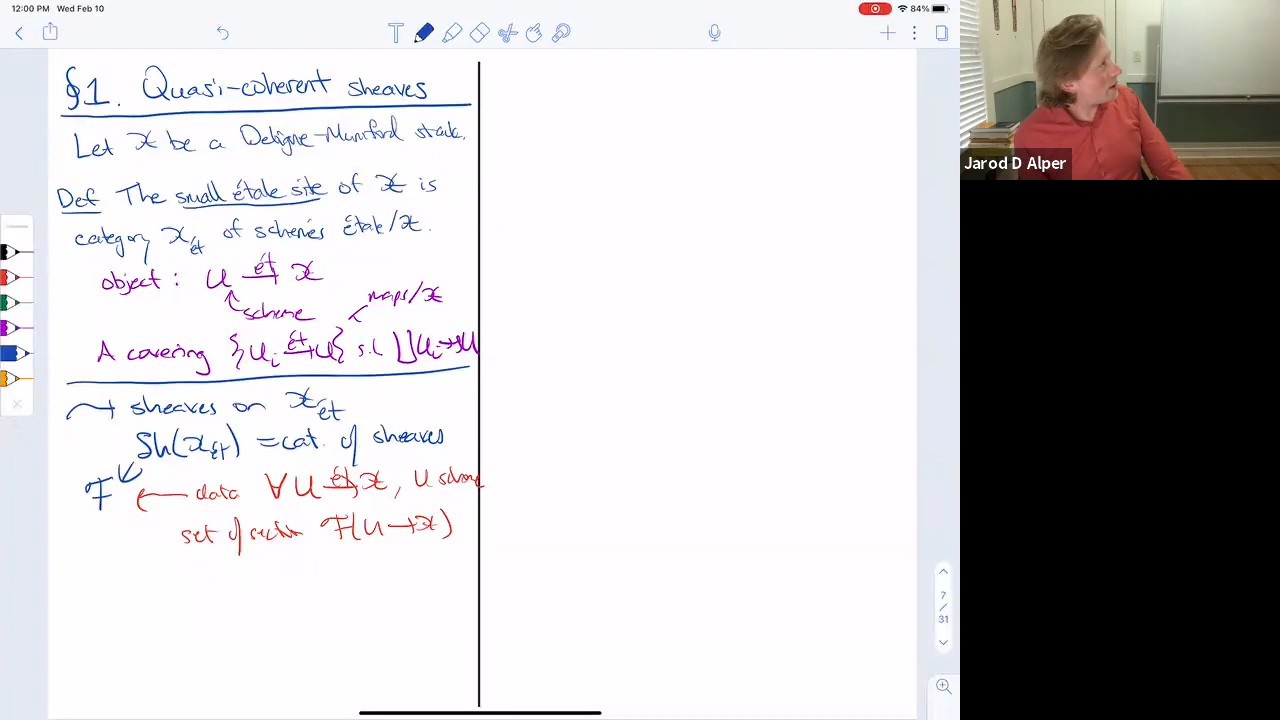 12:00 PM Wed Feb 10
84%
§1. Quasi-coherent sheaves
Let 𝒳 be a Deligne-Mumford stack.
Def The small étale site of 𝒳 is
category 𝒳ét of schemes étale/𝒳.
object: U ét→ 𝒳
scheme
maps/𝒳
A covering {Ui ét→ U} s.t. ∐Ui ↠ U
⇝ sheaves on 𝒳ét
Sh(𝒳ét) = cat. of sheaves
F ← data ∀ U ét→ 𝒳, U scheme
set of section F(U → 𝒳)
7
/
31
Jarod D Alper